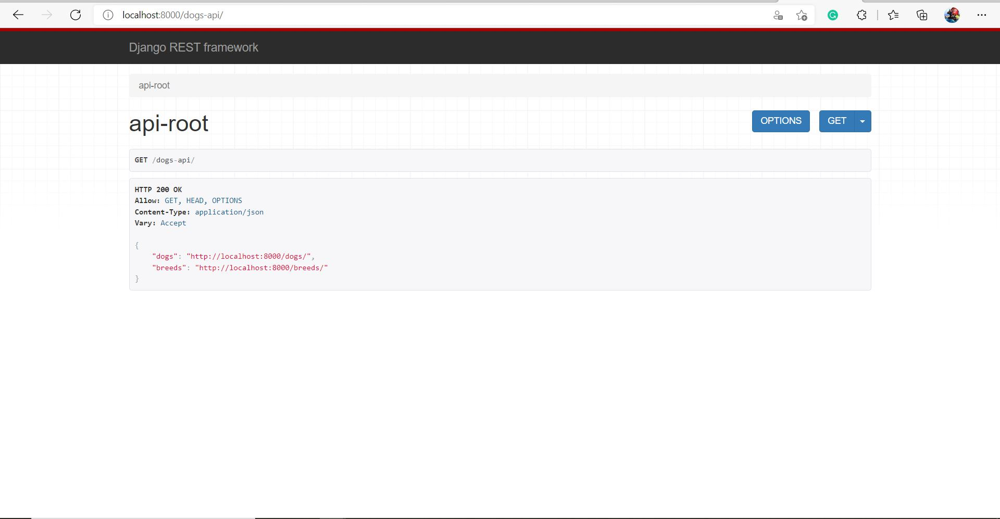 localhost:8000/dogs-api/
Django REST framework
api-root
api-root
OPTIONS
GET
GET /dogs-api/
HTTP 200 OK
Allow: GET, HEAD, OPTIONS
Content-Type: application/json
Vary: Accept
{
    "dogs": "http://localhost:8000/dogs/",
    "breeds": "http://localhost:8000/breeds/"
}